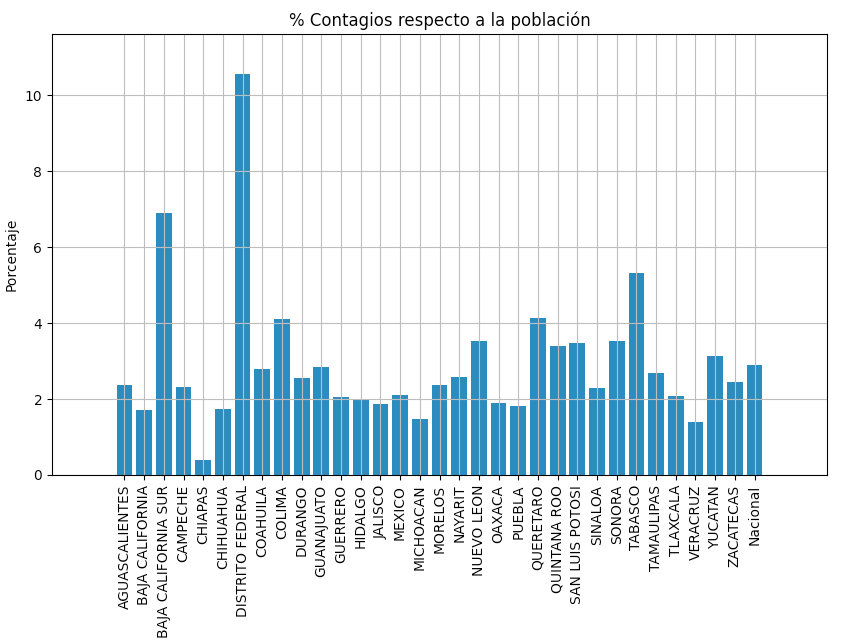 % Contagios respecto a la población
Porcentaje
10
8
6
4
2
0
AGUASCALIENTES
BAJA CALIFORNIA
BAJA CALIFORNIA SUR
CAMPECHE
CHIAPAS
CHIHUAHUA
DISTRITO FEDERAL
COAHUILA
COLIMA
DURANGO
GUANAJUATO
GUERRERO
HIDALGO
JALISCO
MEXICO
MICHOACAN
MORELOS
NAYARIT
NUEVO LEON
OAXACA
PUEBLA
QUERETARO
QUINTANA ROO
SAN LUIS POTOSI
SINALOA
SONORA
TABASCO
TAMAULIPAS
TLAXCALA
VERACRUZ
YUCATAN
ZACATECAS
Nacional